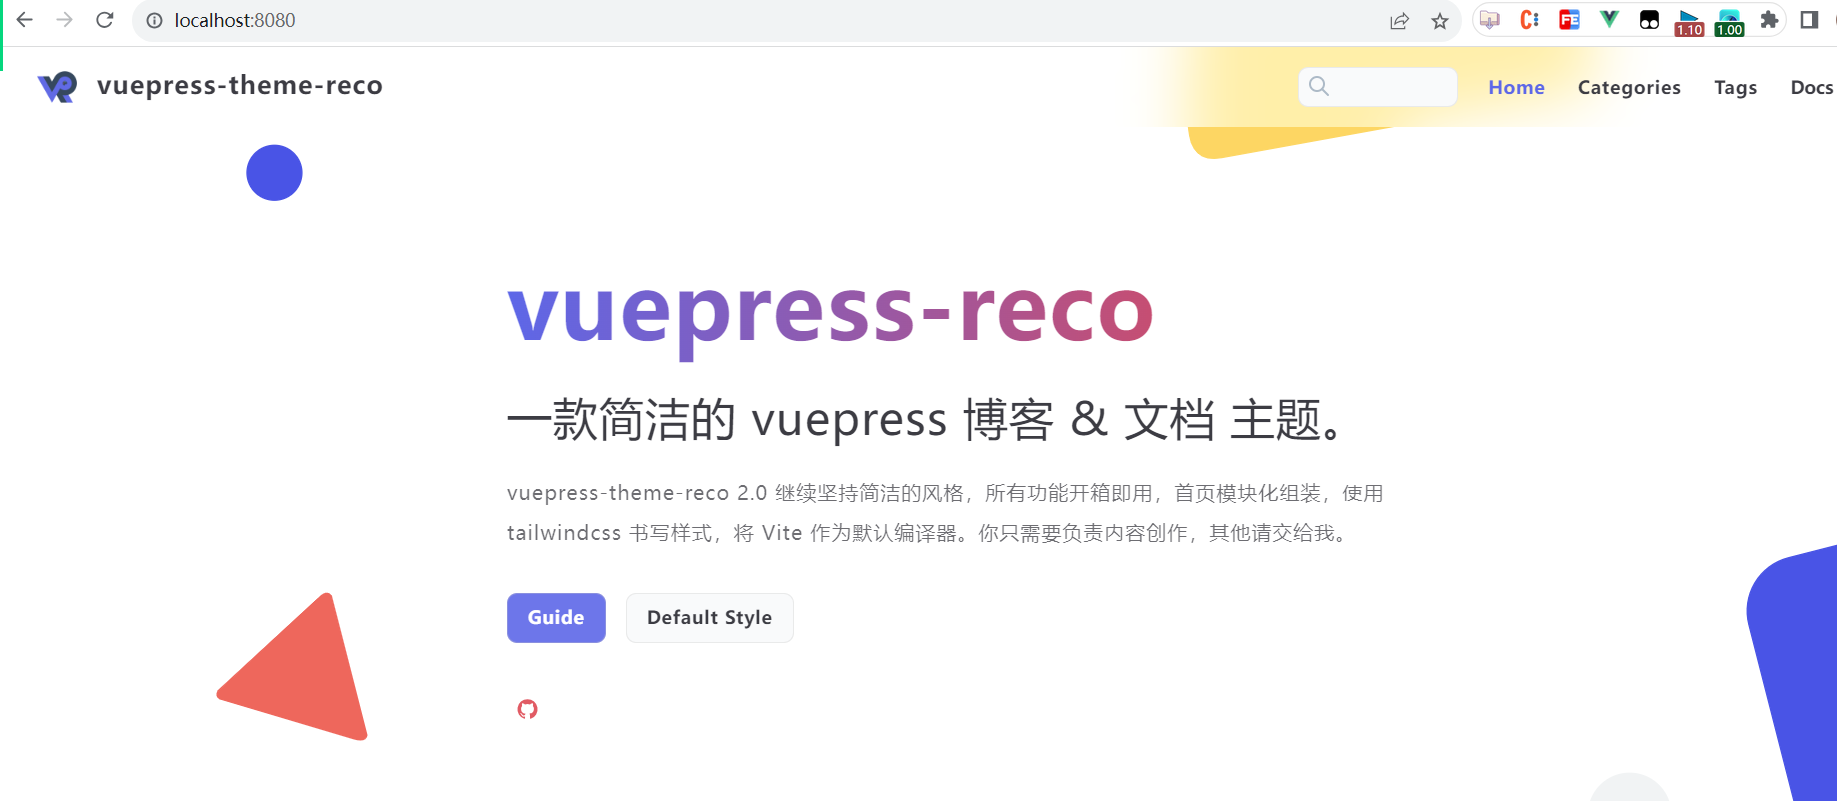 localhost:8080
1.10
1.00
vuepress-theme-reco
Home
Categories
Tags
Docs
vuepress-reco
一款简洁的 vuepress 博客 & 文档 主题。
vuepress-theme-reco 2.0 继续坚持简洁的风格，所有功能开箱即用，首页模块化组装，使用
tailwindcss 书写样式，将 Vite 作为默认编译器。你只需要负责内容创作，其他请交给我。
Guide
Default Style